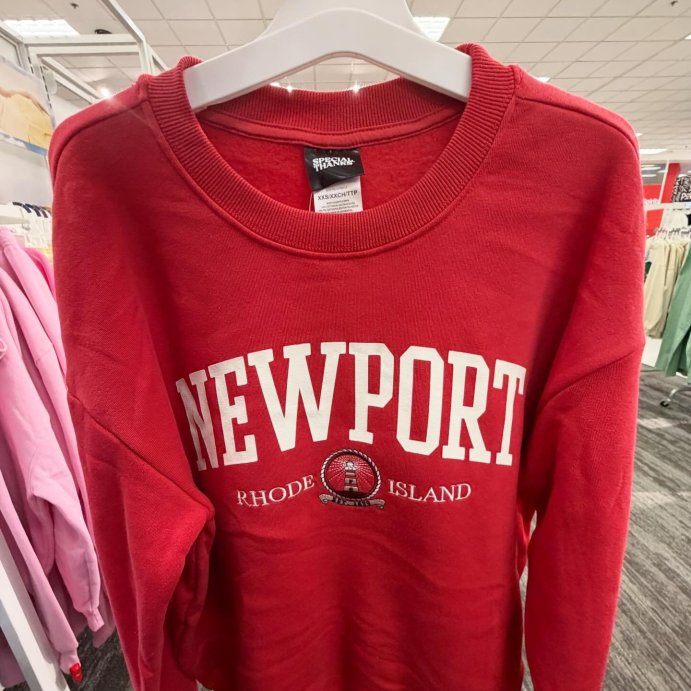 SPECIAL
THANKS
XXS/XXCH/TTP
NEWPORT
RHODE ISLAND